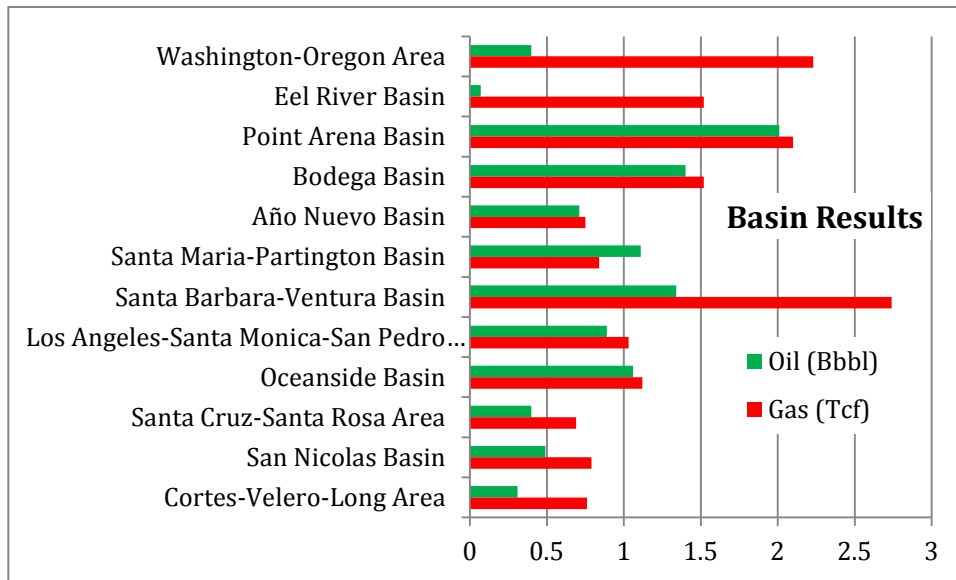 Washington-Oregon Area
Eel River Basin
Point Arena Basin
Bodega Basin
Año Nuevo Basin
Santa Maria-Partington Basin
Santa Barbara-Ventura Basin
Los Angeles-Santa Monica-San Pedro…
Oceanside Basin
Santa Cruz-Santa Rosa Area
San Nicolas Basin
Cortes-Velero-Long Area
Basin Results
Oil (Bbbl)
Gas (Tcf)
0 0.5 1 1.5 2 2.5 3